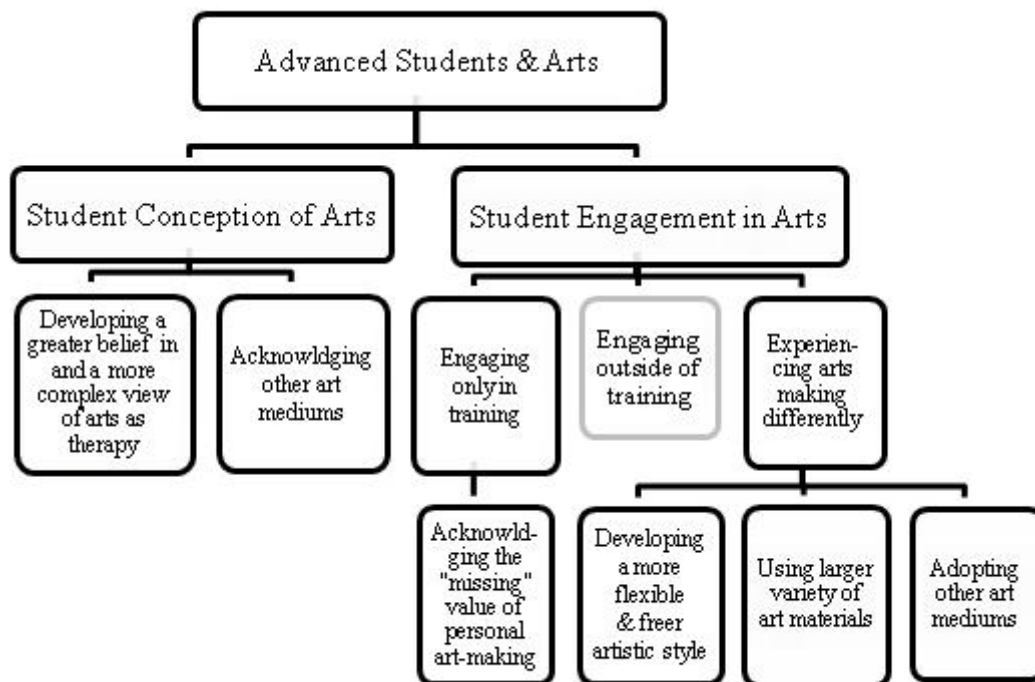 Advanced Students & Arts
Student Conception of Arts
Student Engagement in Arts
Developing a
greater belief in
and a more
complex view
of arts as
therapy
Acknowldging
other art
mediums
Engaging
only in
training
Engaging
outside of
training
Experien-
cing arts
making
differently
Acknowld-
ging the
"missing"
value of
personal
art-making
Developing
a more
flexible
& freer
artistic style
Using larger
variety of
art materials
Adopting
other art
mediums